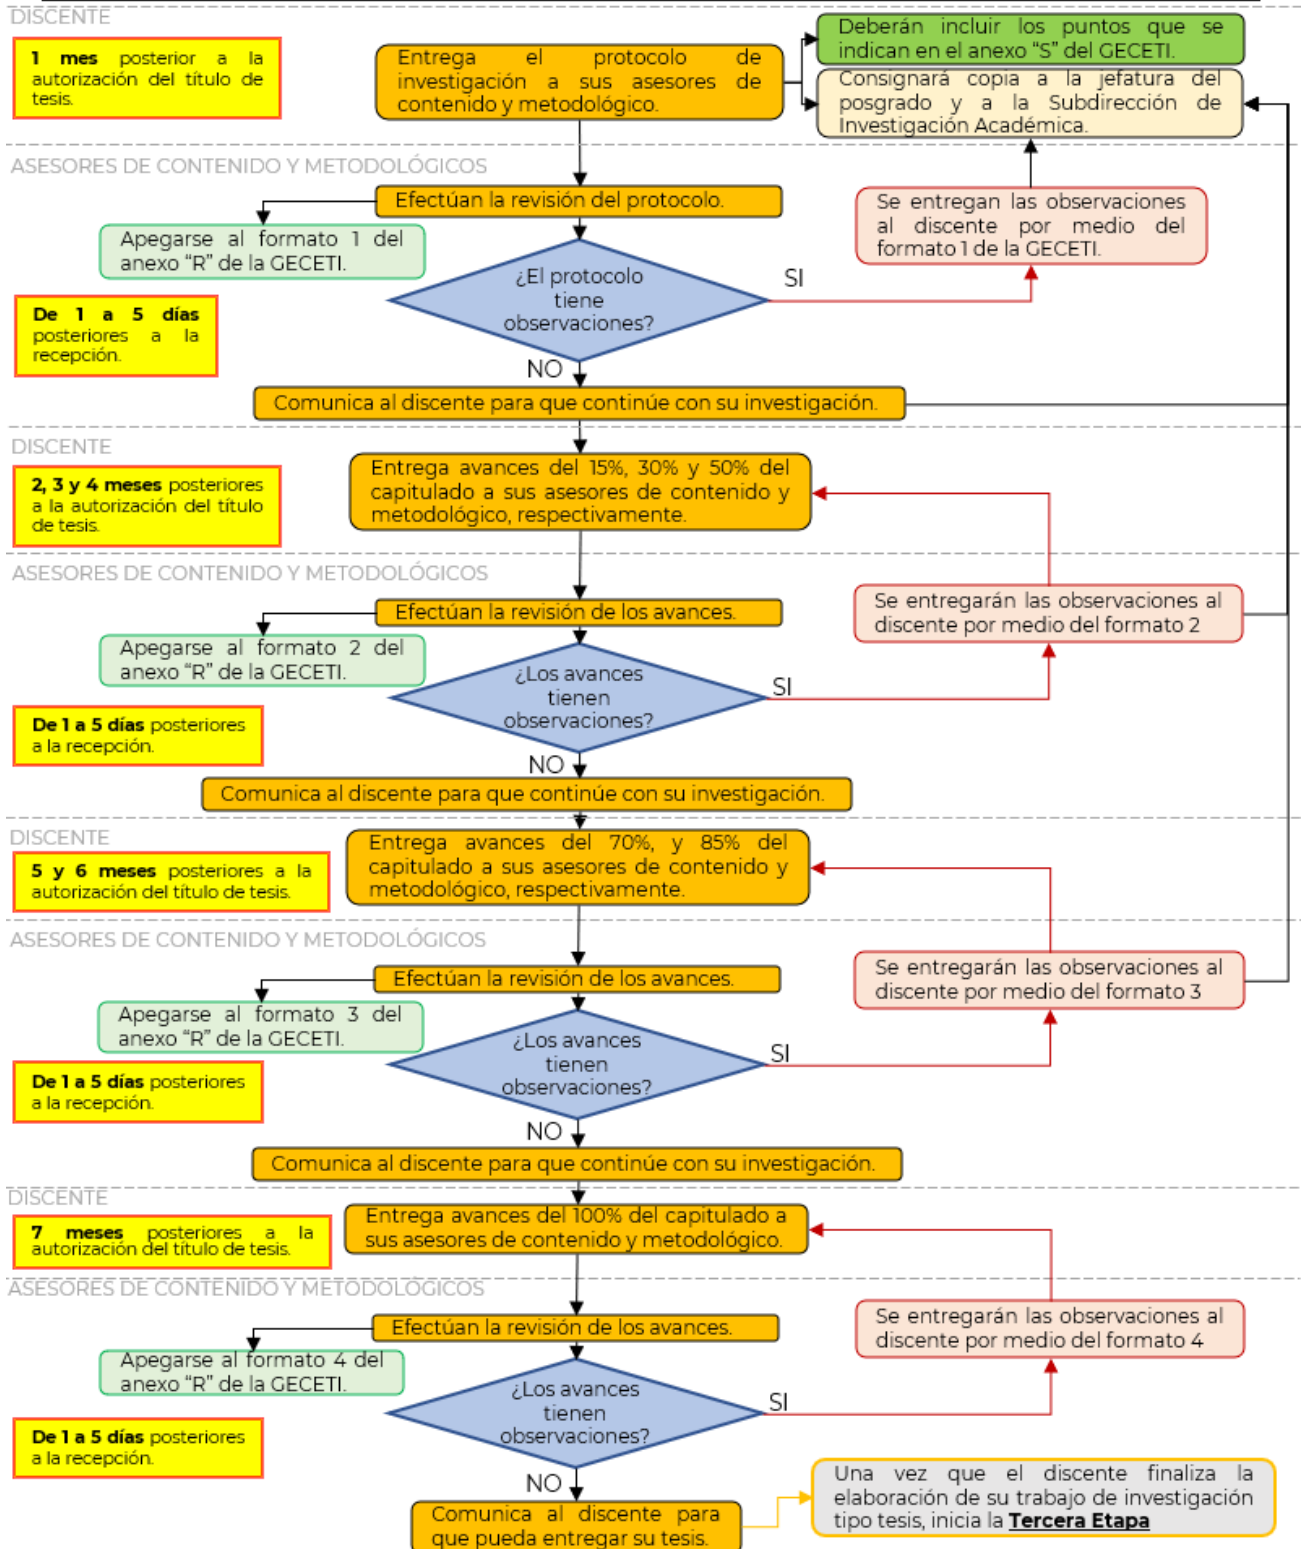 DISCENTE
1 mes posterior a la
autorización del título de
tesis.
Entrega el protocolo de
investigación a sus asesores de
contenido y metodológico.
Deberán incluir los puntos que se
indican en el anexo “S” del GECETI.
Consignará copia a la jefatura del
posgrado y a la Subdirección de
Investigación Académica.
ASESORES DE CONTENIDO Y METODOLÓGICOS
Efectúan la revisión del protocolo.
Apegarse al formato 1 del
anexo “R” de la GECETI.
Se entregan las observaciones
al discente por medio del
formato 1 de la GECETI.
¿El protocolo
tiene
observaciones?
SI
De 1 a 5 días
posteriores a la
recepción.
NO
Comunica al discente para que continúe con su investigación.
DISCENTE
2, 3 y 4 meses posteriores
a la autorización del título
de tesis.
Entrega avances del 15%, 30% y 50% del
capitulado a sus asesores de contenido y
metodológico, respectivamente.
ASESORES DE CONTENIDO Y METODOLÓGICOS
Efectúan la revisión de los avances.
Apegarse al formato 2 del
anexo “R” de la GECETI.
Se entregarán las observaciones al
discente por medio del formato 2
¿Los avances
tienen
observaciones?
SI
De 1 a 5 días posteriores
a la recepción.
NO
Comunica al discente para que continúe con su investigación.
DISCENTE
5 y 6 meses posteriores a la
autorización del título de tesis.
Entrega avances del 70%, y 85% del
capitulado a sus asesores de contenido y
metodológico, respectivamente.
ASESORES DE CONTENIDO Y METODOLÓGICOS
Efectúan la revisión de los avances.
Apegarse al formato 3 del
anexo “R” de la GECETI.
Se entregarán las observaciones al
discente por medio del formato 3
¿Los avances
tienen
observaciones?
SI
De 1 a 5 días posteriores
a la recepción.
NO
Comunica al discente para que continúe con su investigación.
DISCENTE
7 meses posteriores a la
autorización del título de tesis.
Entrega avances del 100% del capitulado a
sus asesores de contenido y metodológico.
ASESORES DE CONTENIDO Y METODOLÓGICOS
Efectúan la revisión de los avances.
Apegarse al formato 4 del
anexo “R” de la GECETI.
Se entregarán las observaciones al
discente por medio del formato 4
¿Los avances
tienen
observaciones?
SI
De 1 a 5 días posteriores
a la recepción.
NO
Comunica al discente para
que pueda entregar su tesis.
Una vez que el discente finaliza la
elaboración de su trabajo de investigación
tipo tesis, inicia la Tercera Etapa